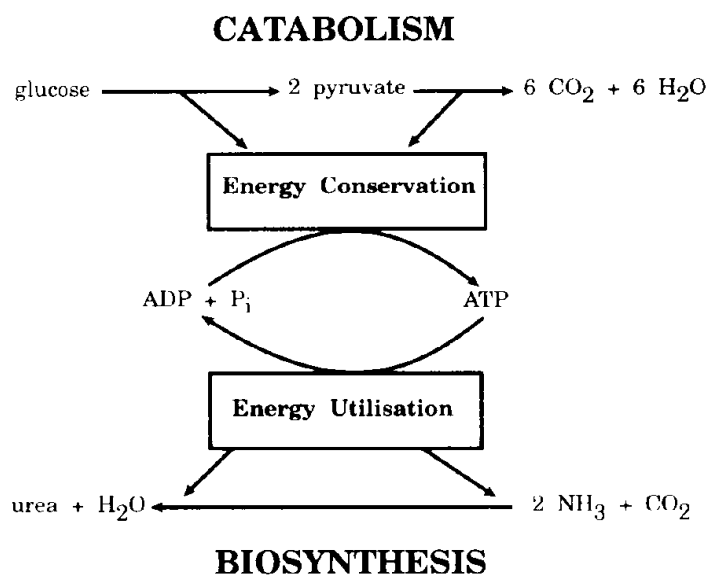 CATABOLISM
glucose 2 pyruvate 6 CO₂ + 6 H₂O
Energy Conservation
ADP + Pᵢ ATP
Energy Utilisation
urea + H₂O 2 NH₃ + CO₂
BIOSYNTHESIS